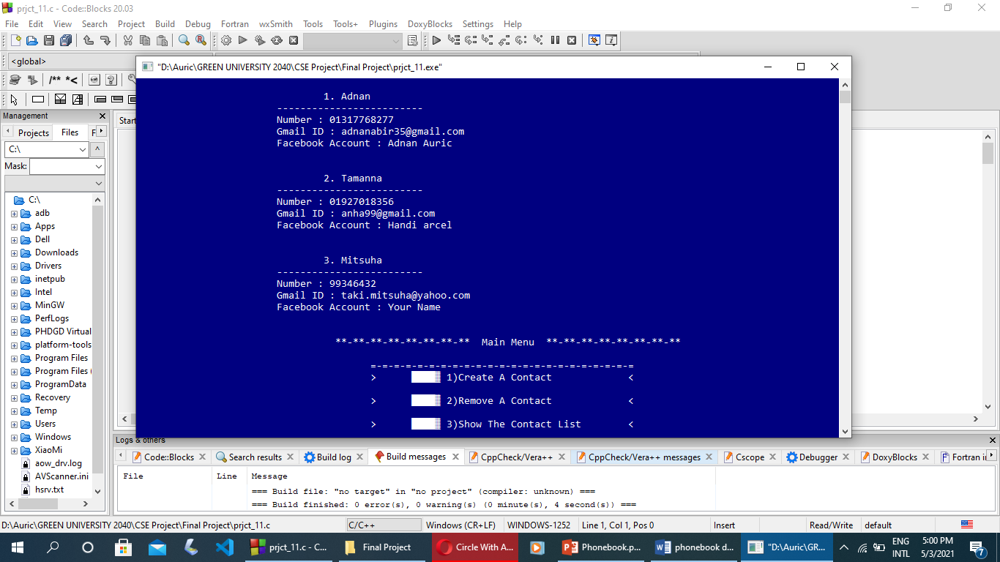 prjct_11.c - Code::Blocks 20.03
File Edit View Search Project Build Debug Fortran wxSmith Tools Tools+ Plugins DoxyBlocks Settings Help
<global>
"D:\Auric\GREEN UNIVERSITY 2040\CSE Project\Final Project\prjct_11.exe"
/** *<
Management
Projects Files F
Start
C:\
Mask:
C:\
adb
Apps
Dell
Downloads
Drivers
inetpub
Intel
MinGW
PerfLogs
PHDGD Virtual
platform-tools
Program Files
Program Files (
ProgramData
Recovery
Temp
Users
Windows
XiaoMi
aow_drv.log
AVScanner.ini
hsrv.txt
1. Adnan
-------------------------
Number : 01317768277
Gmail ID : adnanabir35@gmail.com
Facebook Account : Adnan Auric
2. Tamanna
-------------------------
Number : 01927018356
Gmail ID : anha99@gmail.com
Facebook Account : Handi arcel
3. Mitsuha
-------------------------
Number : 99346432
Gmail ID : taki.mitsuha@yahoo.com
Facebook Account : Your Name
**-**-**-**-**-**-**-** Main Menu **-**-**-**-**-**-**-**
=-=-=-=-=-=-=-=-=-=-=-=-=-=-=-=-=-=-=-=-=-=-=
> 1)Create A Contact <
> 2)Remove A Contact <
> 3)Show The Contact List <
Logs & others
Code::Blocks Search results Build log Build messages CppCheck/Vera++ CppCheck/Vera++ messages Cscope Debugger DoxyBlocks Fortran in
File Line Message
=== Build file: "no target" in "no project" (compiler: unknown) ===
=== Build finished: 0 error(s), 0 warning(s) (0 minute(s), 4 second(s)) ===
D:\Auric\GREEN UNIVERSITY 2040\CSE Project\Final Project\prjct_11.c C/C++ Windows (CR+LF) WINDOWS-1252 Line 1, Col 1, Pos 0 Insert Read/Write default
prjct_11.c - C... Final Project Circle With A... Phonebook.p... phonebook d... "D:\Auric\GR...
ENG 5:00 PM
INTL 5/3/2021
7